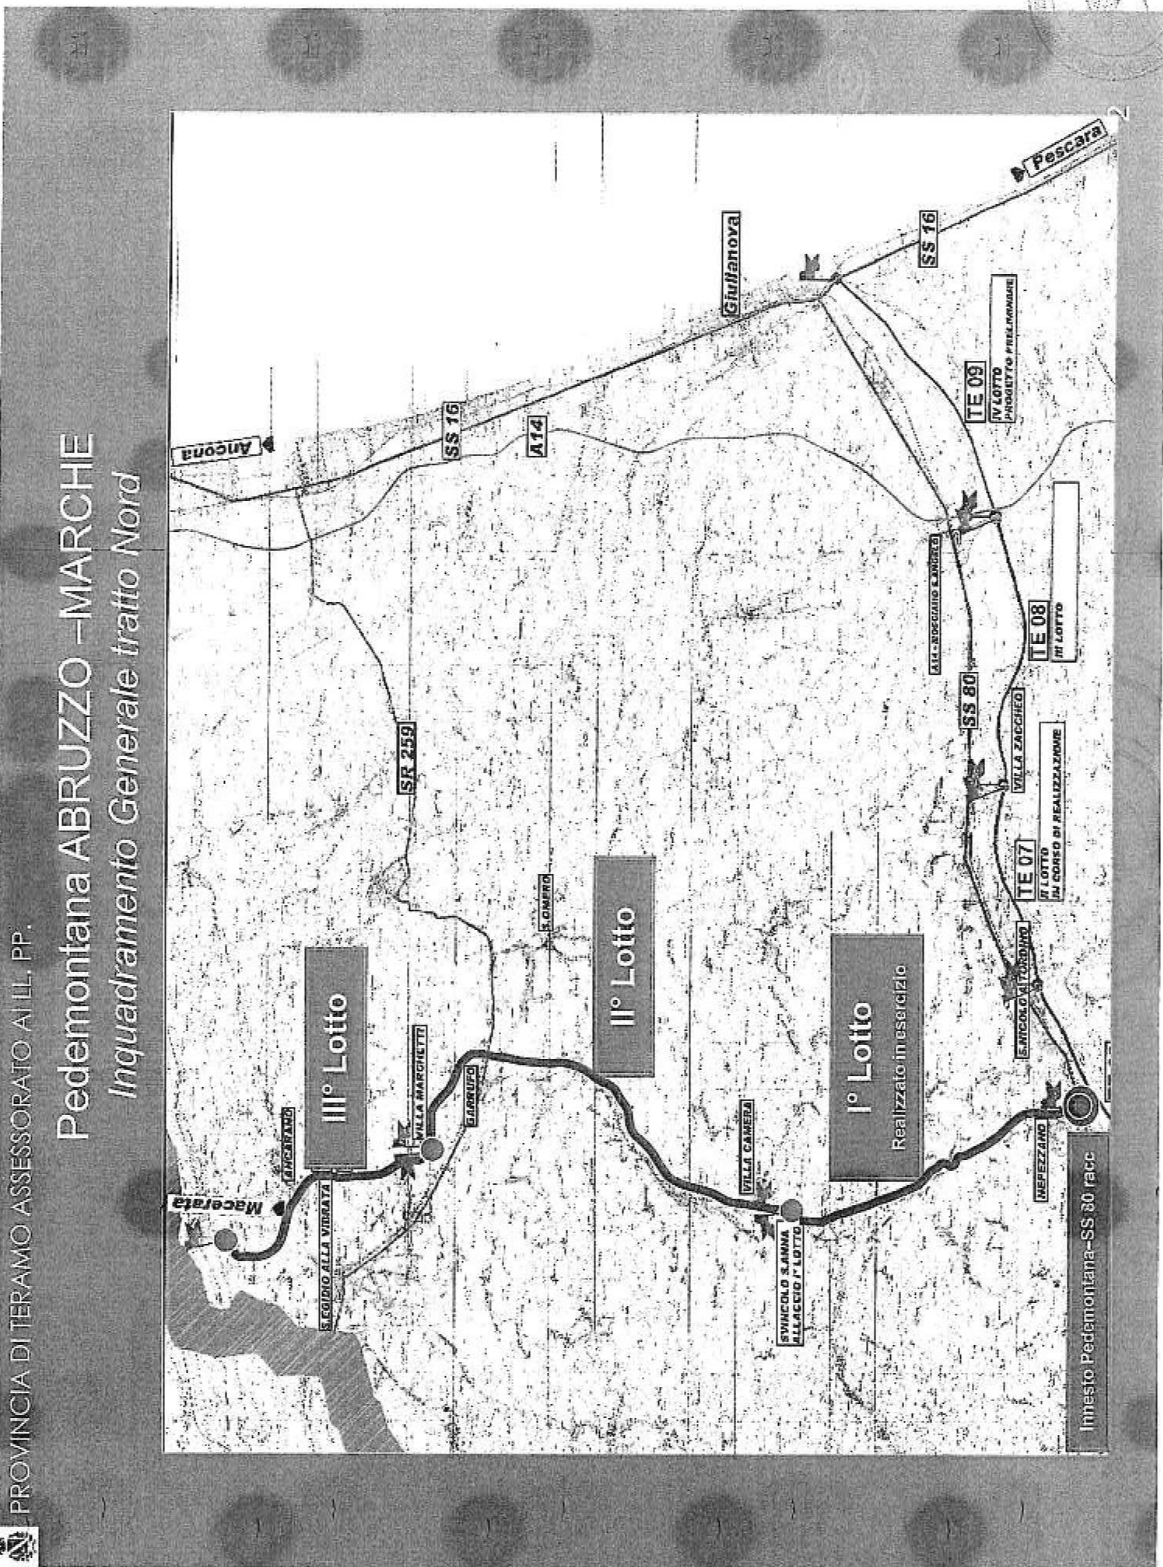 PROVINCIA DI TERAMO ASSESSORATO AI LL. PP.
Pedemontana ABRUZZO –MARCHE
Inquadramento Generale tratto Nord
Macerata
ANCARANO
Ancona
S.EGIDIO ALLA VIBRATA
III° Lotto
VILLA MARCHETTI
GARRUFO
SR 259
SS 16
A14
S.OMERO
II° Lotto
Giulianova
VILLA CAMERA
SVINCOLO S.ANNA
ALLACCIO I° LOTTO
I° Lotto
Realizzato in esercizio
SS 16
Pescara
SS 80
TE 09
IV LOTTO
PROGETTO PRELIMINARE
NEPEZZANO
S.NICOLO' A TORDINO
VILLA ZACCHEO
TE 07
II LOTTO
IN CORSO DI REALIZZAZIONE
TE 08
III LOTTO
Innesto Pedemontana–SS 80 racc
2